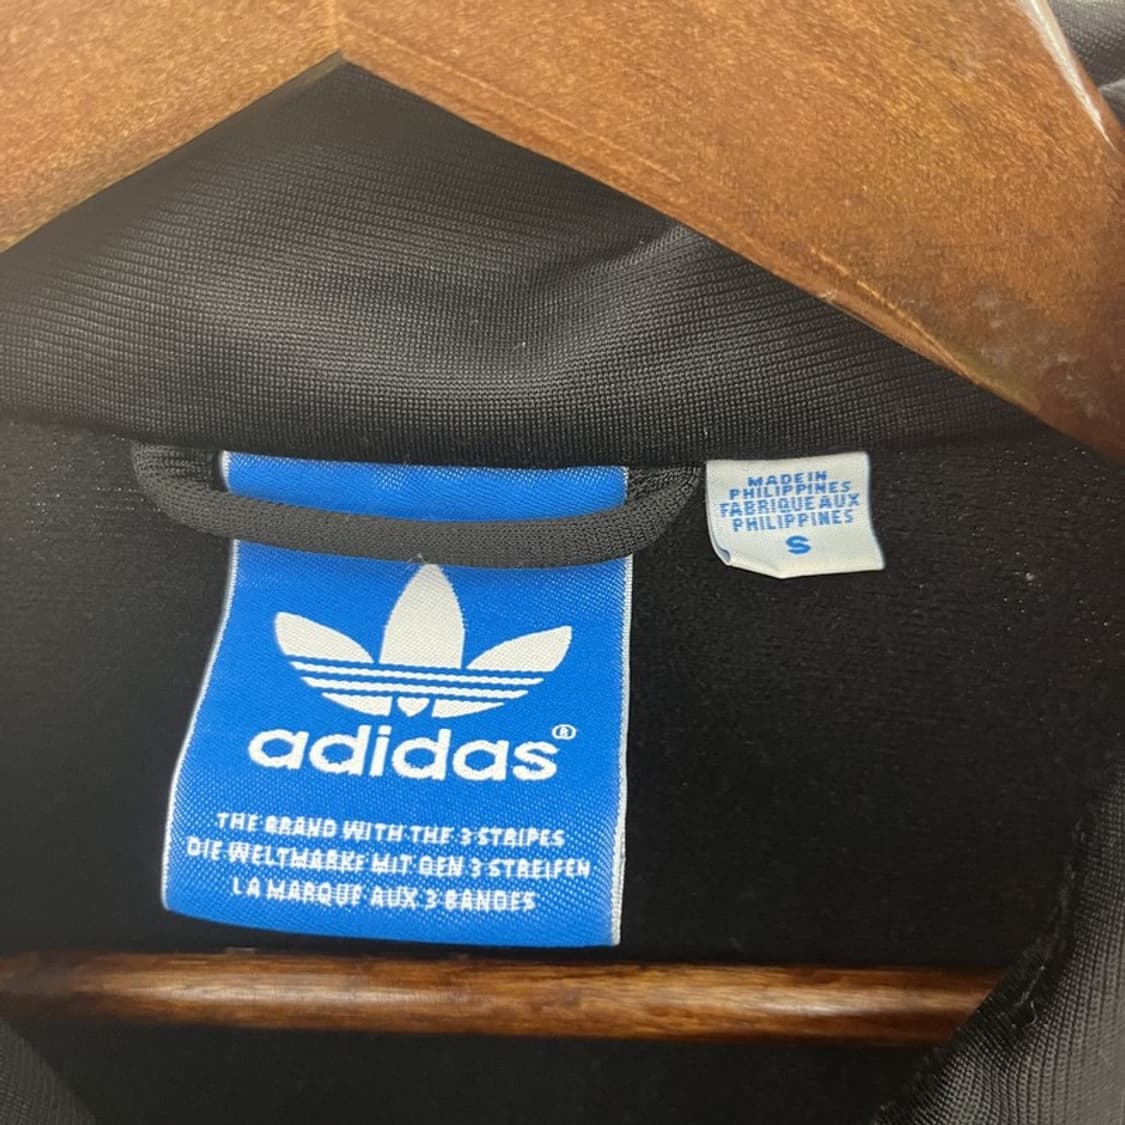 adidas®
THE BRAND WITH THE 3 STRIPES
DIE WELTMARKE MIT DEN 3 STREIFEN
LA MARQUE AUX 3 BANDES
MADE IN
PHILIPPINES
FABRIQUE AUX
PHILIPPINES
S